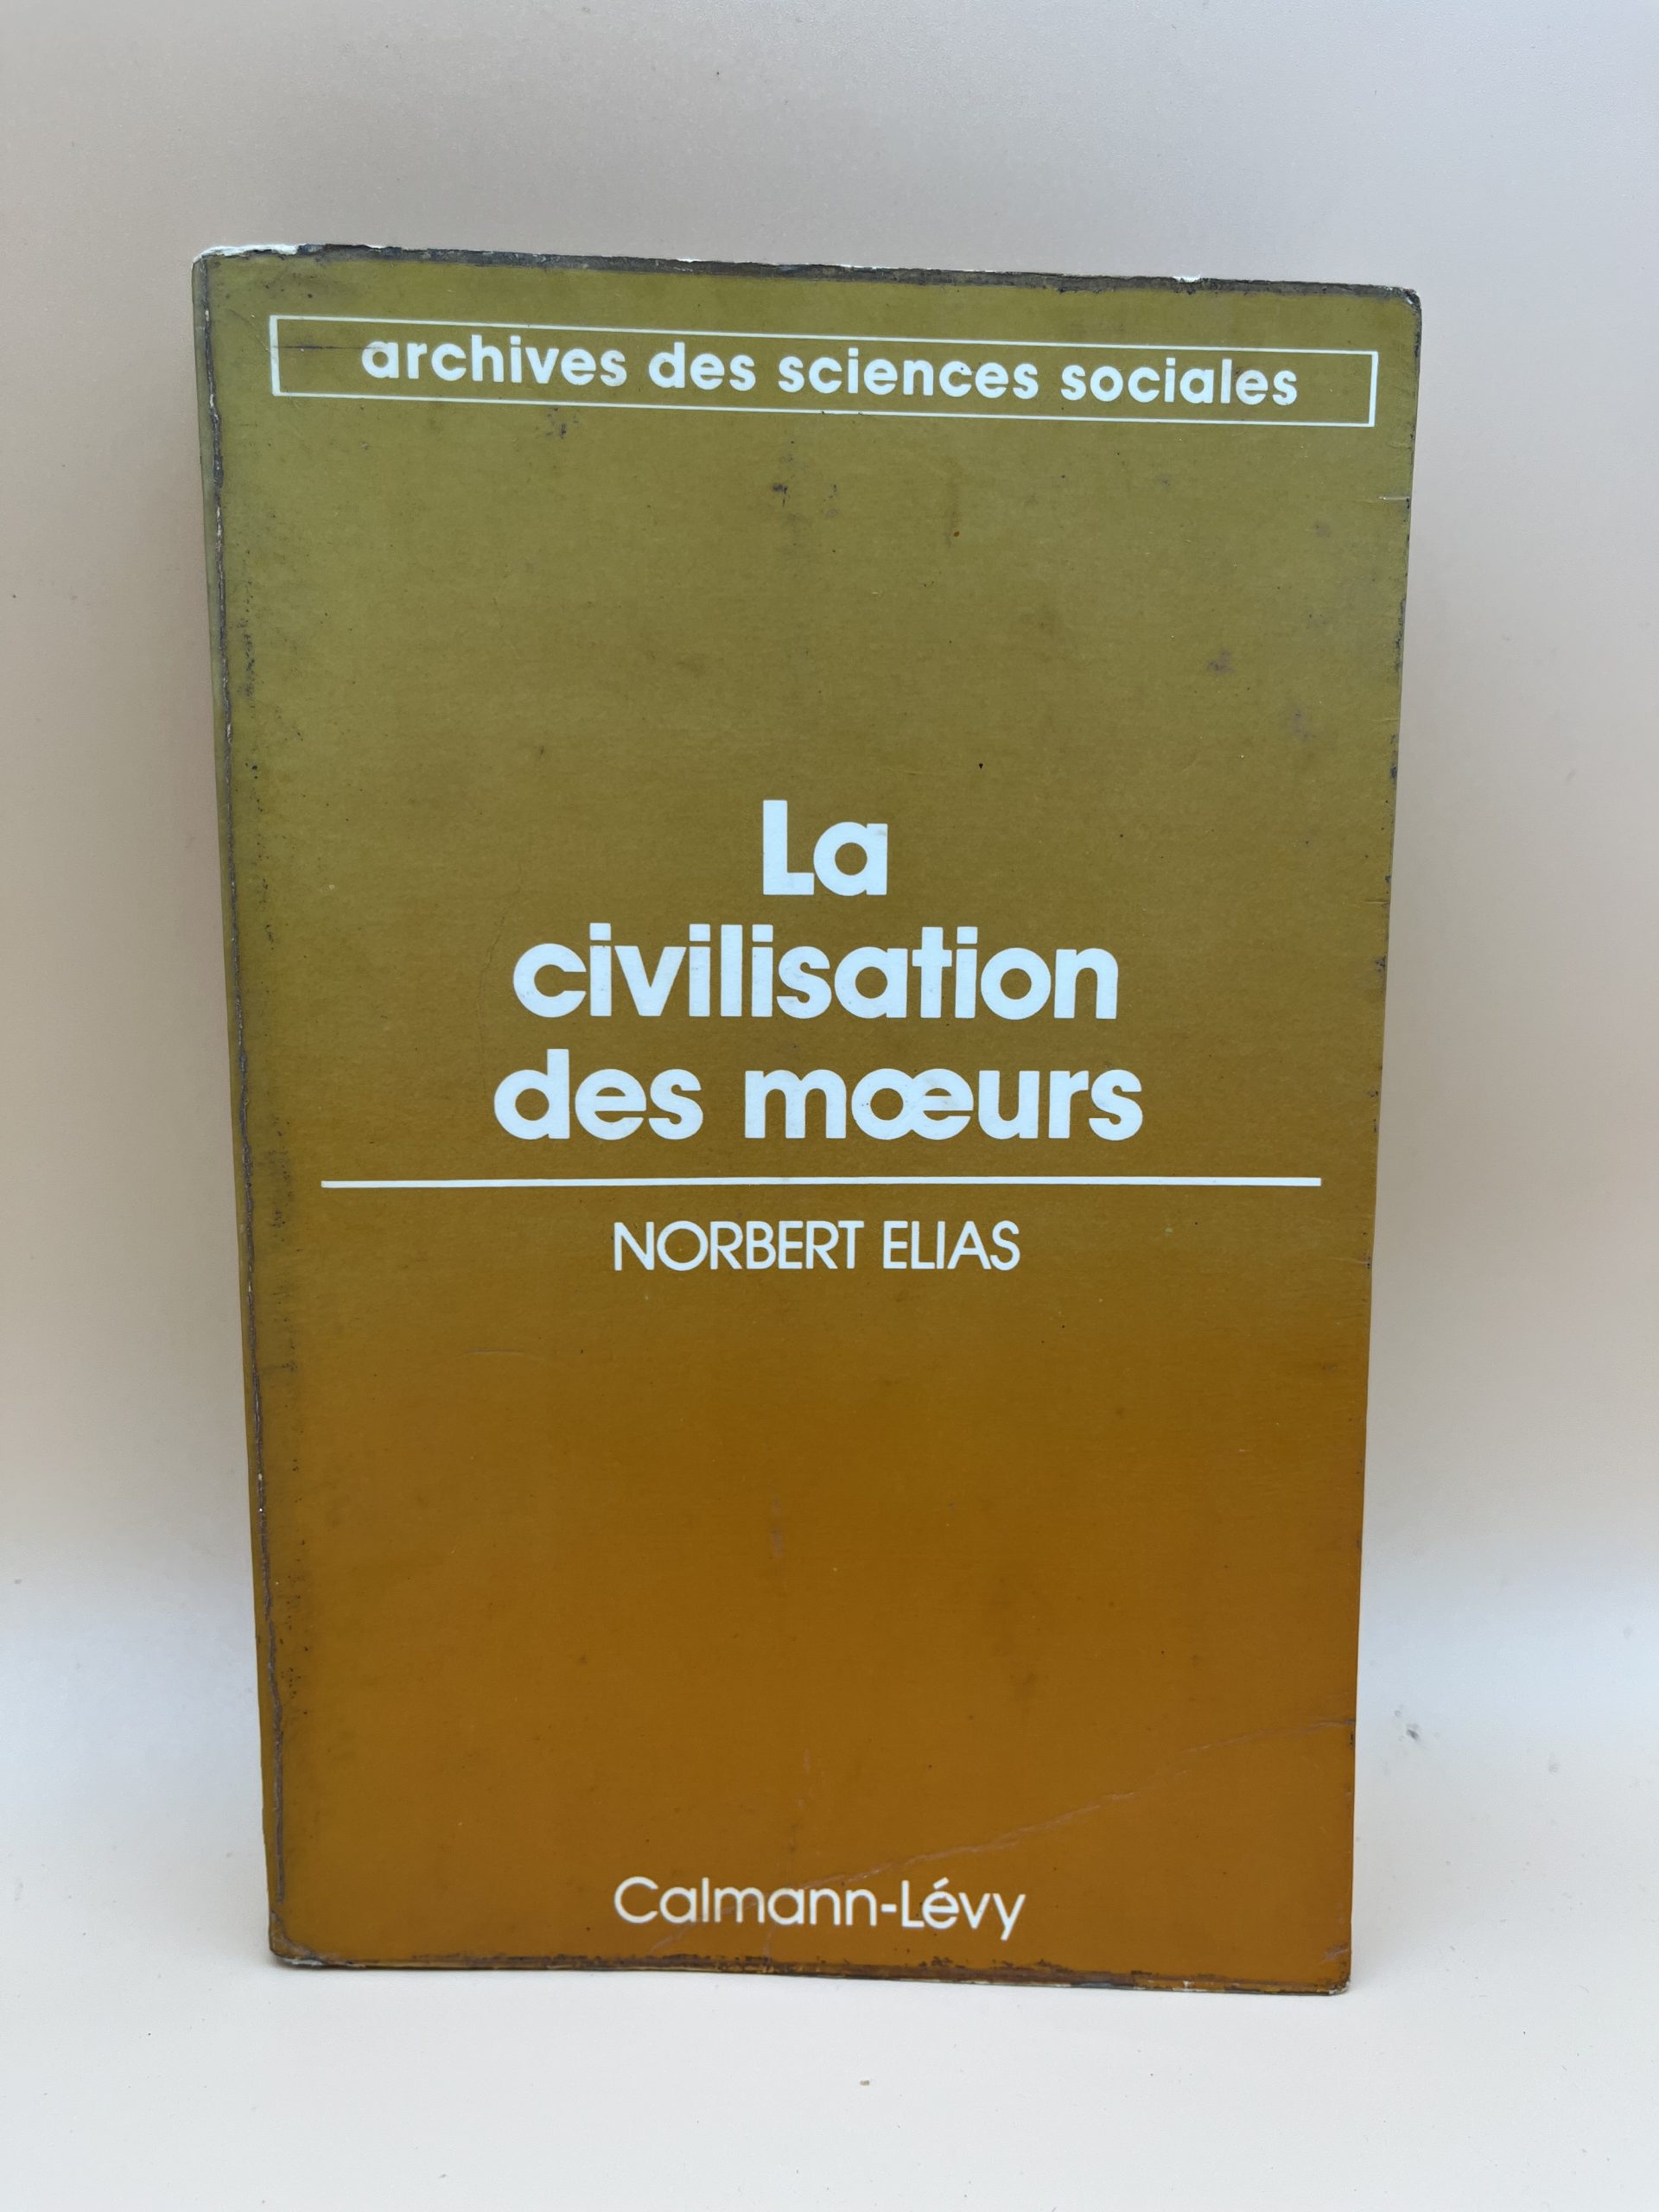 archives des sciences sociales
La
civilisation
des mœurs
NORBERT ELIAS
Calmann-Lévy